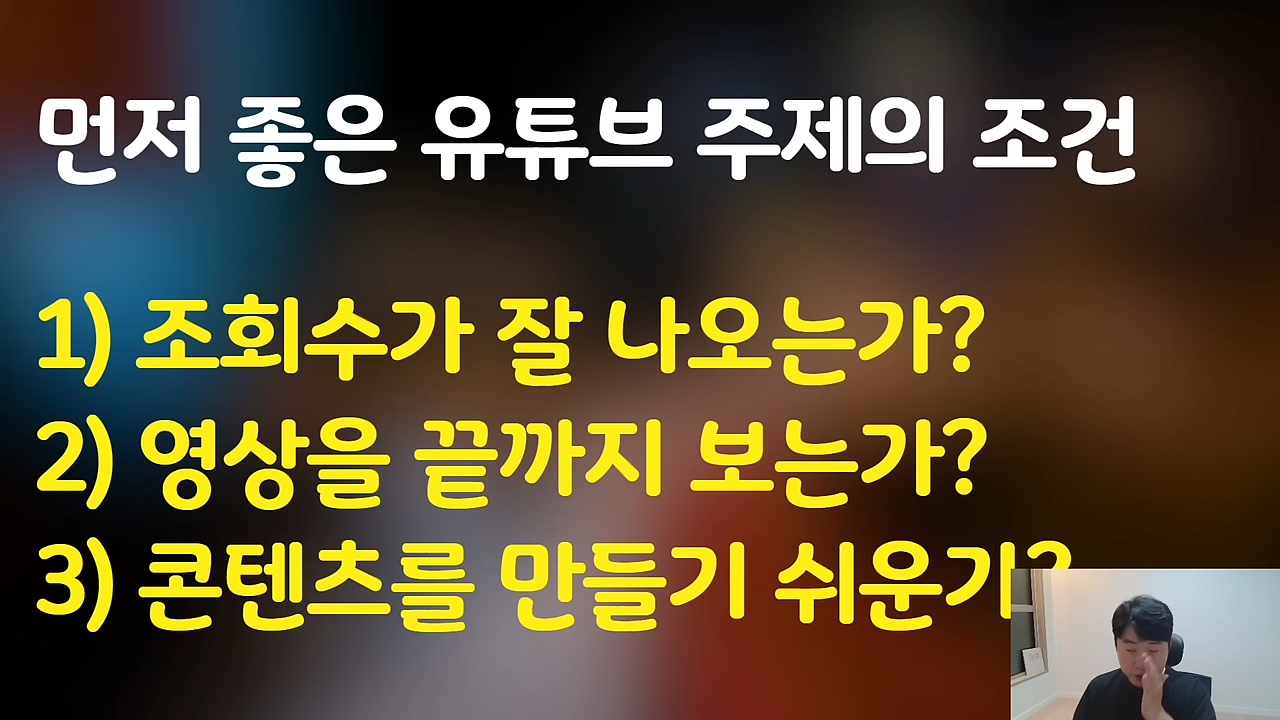 먼저 좋은 유튜브 주제의 조건
1) 조회수가 잘 나오는가?
2) 영상을 끝까지 보는가?
3) 콘텐츠를 만들기 쉬운가?